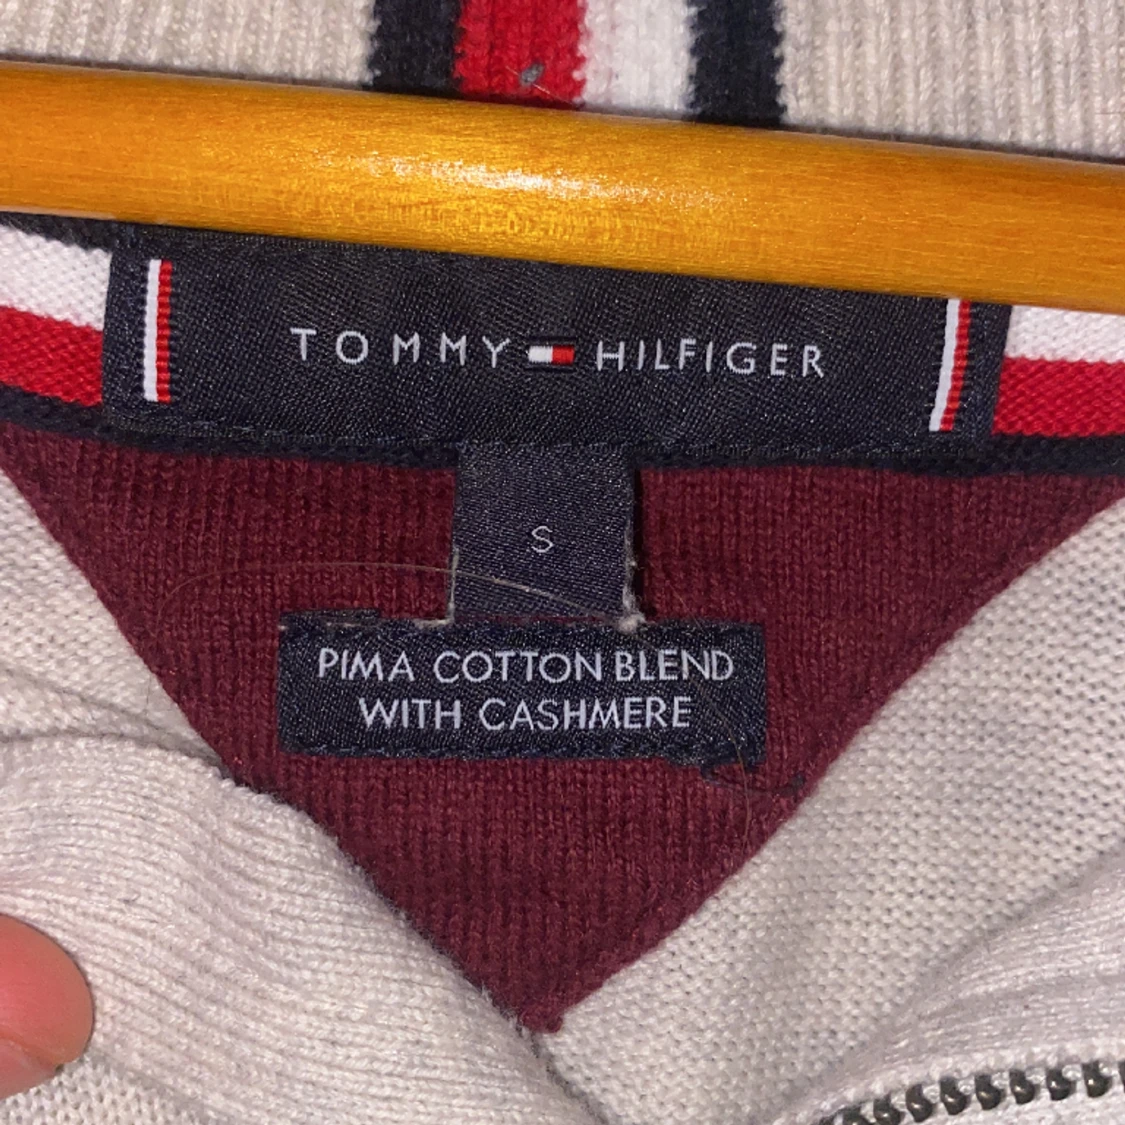 TOMMY HILFIGER
S
PIMA COTTON BLEND
WITH CASHMERE